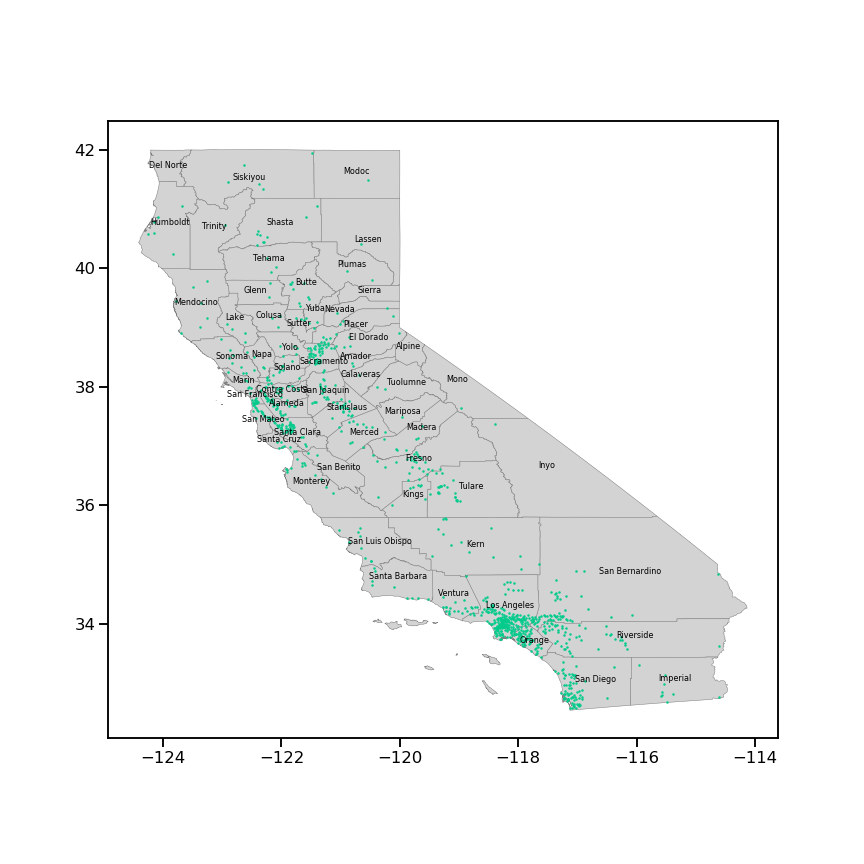 42
40
38
36
34
Del Norte
Siskiyou
Modoc
Humboldt
Trinity
Shasta
Lassen
Tehama
Plumas
Butte
Glenn
Sierra
Mendocino
Yuba
Nevada
Lake
Colusa
Sutter
Placer
El Dorado
Yolo
Alpine
Sonoma
Napa
Sacramento
Amador
Solano
Calaveras
Marin
Mono
Tuolumne
Contra Costa
San Joaquin
San Francisco
Alameda
Stanislaus
Mariposa
San Mateo
Santa Clara
Merced
Madera
Santa Cruz
Fresno
San Benito
Inyo
Monterey
Tulare
Kings
San Luis Obispo
Kern
Santa Barbara
San Bernardino
Ventura
Los Angeles
Orange
Riverside
San Diego
Imperial
−124 −122 −120 −118 −116 −114